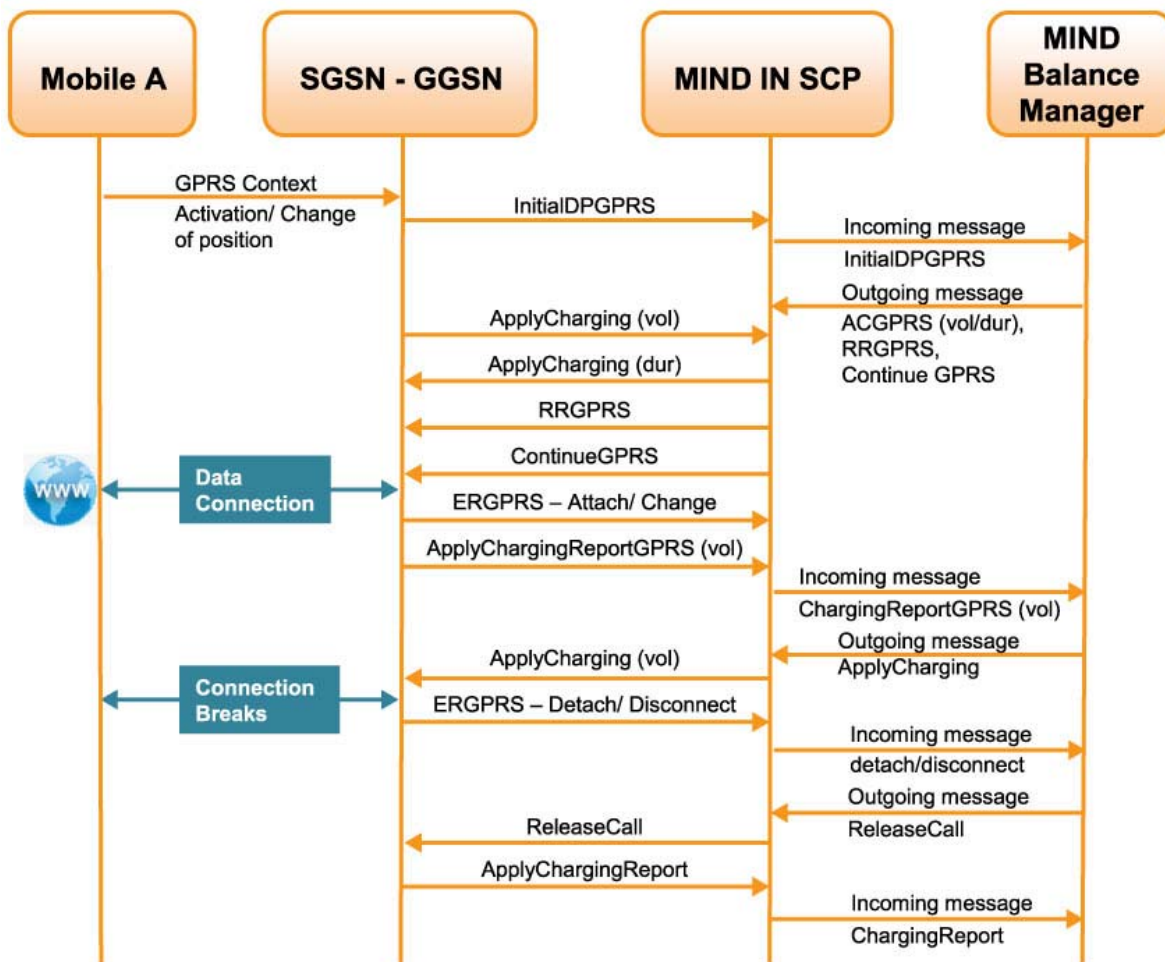 Mobile A
SGSN - GGSN
MIND IN SCP
MIND
Balance
Manager
GPRS Context
Activation/ Change
of position
InitialDPGPRS
Incoming message
InitialDPGPRS
Outgoing message
ACGPRS (vol/dur),
RRGPRS,
Continue GPRS
ApplyCharging (vol)
ApplyCharging (dur)
RRGPRS
ContinueGPRS
www
Data
Connection
ERGPRS – Attach/ Change
ApplyChargingReportGPRS (vol)
Incoming message
ChargingReportGPRS (vol)
Outgoing message
ApplyCharging
ApplyCharging (vol)
Connection
Breaks
ERGPRS – Detach/ Disconnect
Incoming message
detach/disconnect
Outgoing message
ReleaseCall
ReleaseCall
ApplyChargingReport
Incoming message
ChargingReport